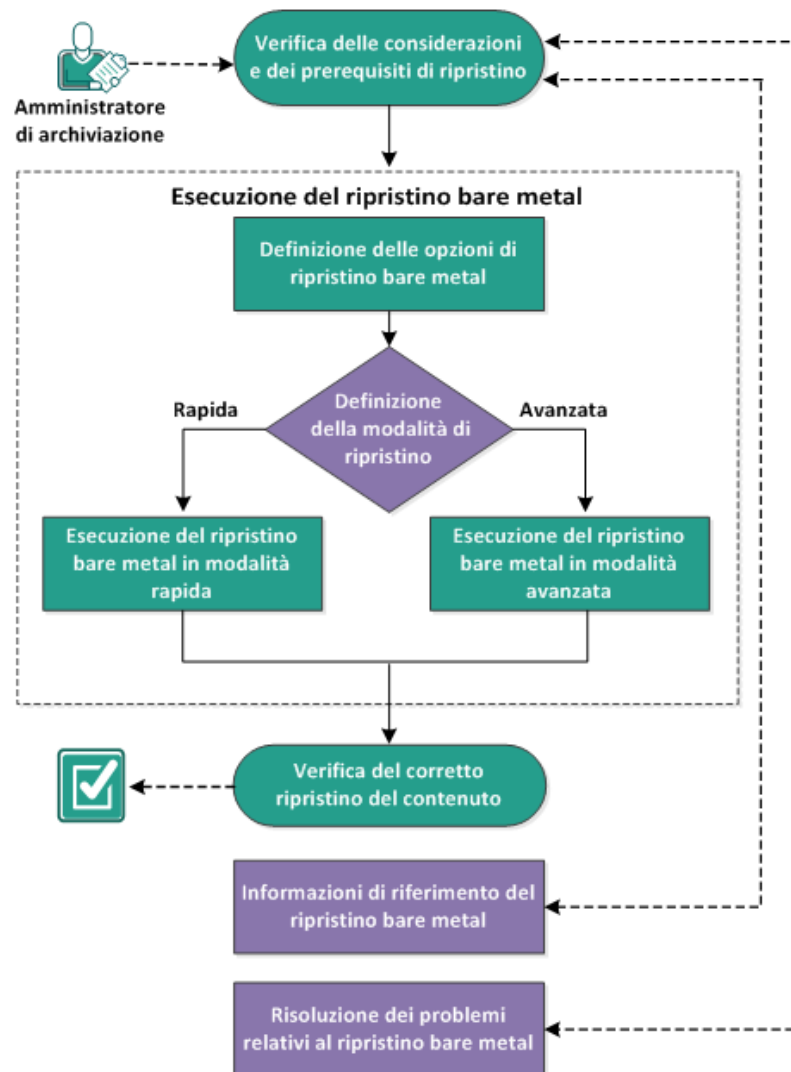 Verifica delle considerazioni
e dei prerequisiti di ripristino
Amministratore
di archiviazione
Esecuzione del ripristino bare metal
Definizione delle opzioni di
ripristino bare metal
Rapida
Definizione
della modalità di
ripristino
Avanzata
Esecuzione del ripristino
bare metal in modalità
rapida
Esecuzione del ripristino
bare metal in modalità
avanzata
Verifica del corretto
ripristino del contenuto
Informazioni di riferimento del
ripristino bare metal
Risoluzione dei problemi
relativi al ripristino bare metal